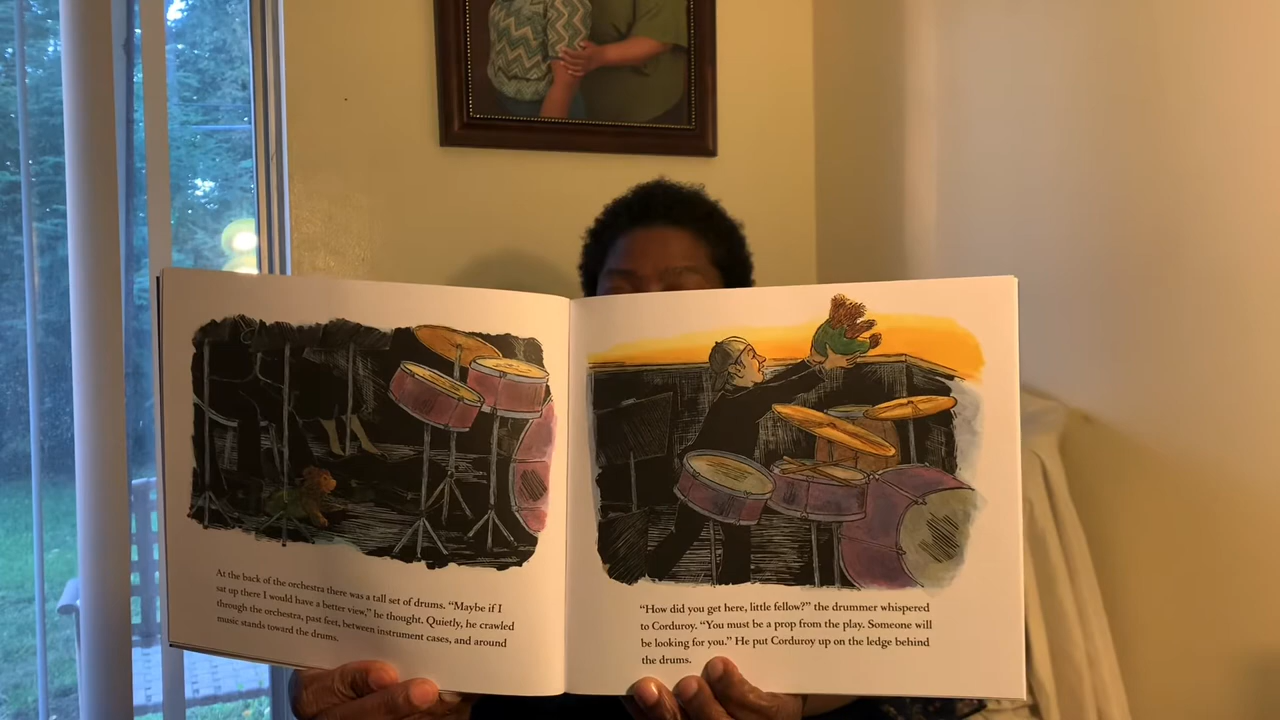 At the back of the orchestra there was a tall set of drums. “Maybe if I
sat up there I would have a better view,” he thought. Quietly, he crawled
through the orchestra, past feet, between instrument cases, and around
music stands toward the drums.
“How did you get here, little fellow?” the drummer whispered
to Corduroy. “You must be a prop from the play. Someone will
be looking for you.” He put Corduroy up on the ledge behind
the drums.